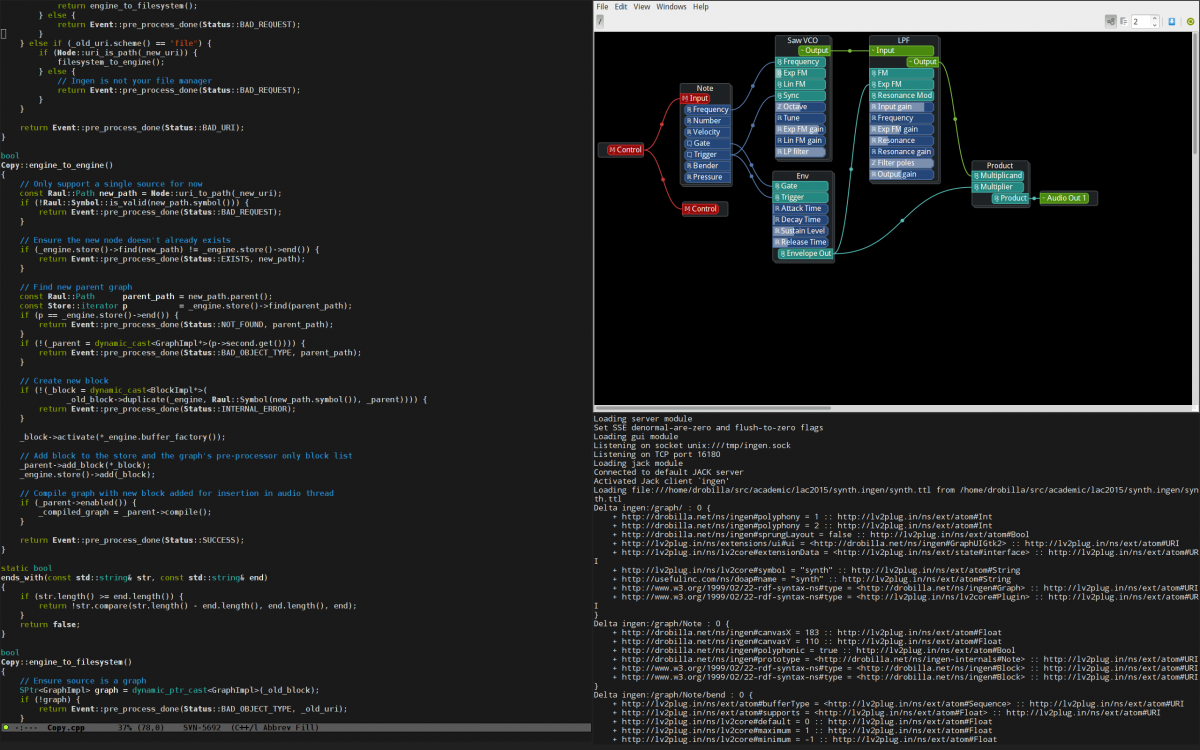 return engine_to_filesystem();
        } else {
            return Event::pre_process_done(Status::BAD_REQUEST);
        }
    } else if (_old_uri.scheme() == "file") {
        if (Node::uri_is_path(_new_uri)) {
            filesystem_to_engine();
        } else {
            // Ingen is not your file manager
            return Event::pre_process_done(Status::BAD_REQUEST);
        }
    }

    return Event::pre_process_done(Status::BAD_URI);
}

bool
Copy::engine_to_engine()
{
    // Only support a single source for now
    const Raul::Path new_path = Node::uri_to_path(_new_uri);
    if (!Raul::Symbol::is_valid(new_path.symbol())) {
        return Event::pre_process_done(Status::BAD_REQUEST);
    }

    // Ensure the new node doesn't already exists
    if (_engine.store()->find(new_path) != _engine.store()->end()) {
        return Event::pre_process_done(Status::EXISTS, new_path);
    }

    // Find new parent graph
    const Raul::Path      parent_path = new_path.parent();
    const Store::iterator p           = _engine.store()->find(parent_path);
    if (p == _engine.store()->end()) {
        return Event::pre_process_done(Status::NOT_FOUND, parent_path);
    }
    if (!(_parent = dynamic_cast<GraphImpl*>(p->second.get()))) {
        return Event::pre_process_done(Status::BAD_OBJECT_TYPE, parent_path);
    }

    // Create new block
    if (!(_block = dynamic_cast<BlockImpl*>(
              _old_block->duplicate(_engine, Raul::Symbol(new_path.symbol()), _parent)))) {
        return Event::pre_process_done(Status::INTERNAL_ERROR);
    }

    _block->activate(*_engine.buffer_factory());

    // Add block to the store and the graph's pre-processor only block list
    _parent->add_block(*_block);
    _engine.store()->add(_block);

    // Compile graph with new block added for insertion in audio thread
    if (_parent->enabled()) {
        _compiled_graph = _parent->compile();
    }

    return Event::pre_process_done(Status::SUCCESS);
}

static bool
ends_with(const std::string& str, const std::string& end)
{
    if (str.length() >= end.length()) {
        return !str.compare(str.length() - end.length(), end.length(), end);
    }
    return false;
}

bool
Copy::engine_to_filesystem()
{
    // Ensure source is a graph
    SPtr<GraphImpl> graph = dynamic_ptr_cast<GraphImpl>(_old_block);
    if (!graph) {
        return Event::pre_process_done(Status::BAD_OBJECT_TYPE, _old_uri);
    }
-:---  Copy.cpp       37% (78,0)    SVN-5692  (C++/l Abbrev Fill)
File Edit View Windows Help
/
2
Control
Control
Note
Input
Frequency
Number
Velocity
Gate
Trigger
Bender
Pressure
Saw VCO
Output
Frequency
Exp FM
Lin FM
Sync
Octave
Tune
Exp FM gain
Lin FM gain
LP filter
Env
Gate
Trigger
Attack Time
Decay Time
Sustain Level
Release Time
Envelope Out
LPF
Input
Output
FM
Exp FM
Resonance Mod
Input gain
Frequency
Exp FM gain
Resonance
Resonance gain
Filter poles
Output gain
Product
Multiplicand
Multiplier
Product
Audio Out 1
Loading server module
Set SSE denormal-are-zero and flush-to-zero flags
Loading gui module
Listening on socket unix:///tmp/ingen.sock
Listening on TCP port 16180
Loading jack module
Connected to default JACK server
Activated Jack client `ingen'
Loading file:///home/drobilla/src/academic/lac2015/synth.ingen/synth.ttl from /home/drobilla/src/academic/lac2015/synth.ingen/syn
th.ttl
Delta ingen:/graph/ : 0 {
    + http://drobilla.net/ns/ingen#polyphony = 1 :: http://lv2plug.in/ns/ext/atom#Int
    + http://drobilla.net/ns/ingen#polyphony = 2 :: http://lv2plug.in/ns/ext/atom#Int
    + http://drobilla.net/ns/ingen#sprungLayout = false :: http://lv2plug.in/ns/ext/atom#Bool
    + http://lv2plug.in/ns/extensions/ui#ui = <http://drobilla.net/ns/ingen#GraphUIGtk2> :: http://lv2plug.in/ns/ext/atom#URI
    + http://lv2plug.in/ns/lv2core#extensionData = <http://lv2plug.in/ns/ext/state#interface> :: http://lv2plug.in/ns/ext/atom#UR
I
    + http://lv2plug.in/ns/lv2core#symbol = "synth" :: http://lv2plug.in/ns/ext/atom#String
    + http://usefulinc.com/ns/doap#name = "synth" :: http://lv2plug.in/ns/ext/atom#String
    + http://www.w3.org/1999/02/22-rdf-syntax-ns#type = <http://drobilla.net/ns/ingen#Graph> :: http://lv2plug.in/ns/ext/atom#URI
    + http://www.w3.org/1999/02/22-rdf-syntax-ns#type = <http://lv2plug.in/ns/lv2core#Plugin> :: http://lv2plug.in/ns/ext/atom#UR
I
}
Delta ingen:/graph/Note : 0 {
    + http://drobilla.net/ns/ingen#canvasX = 183 :: http://lv2plug.in/ns/ext/atom#Float
    + http://drobilla.net/ns/ingen#canvasY = 110 :: http://lv2plug.in/ns/ext/atom#Float
    + http://drobilla.net/ns/ingen#polyphonic = true :: http://lv2plug.in/ns/ext/atom#Bool
    + http://drobilla.net/ns/ingen#prototype = <http://drobilla.net/ns/ingen-internals#Note> :: http://lv2plug.in/ns/ext/atom#URI
    + http://www.w3.org/1999/02/22-rdf-syntax-ns#type = <http://drobilla.net/ns/ingen#Block> :: http://lv2plug.in/ns/ext/atom#URI
    + http://www.w3.org/1999/02/22-rdf-syntax-ns#type = <http://drobilla.net/ns/ingen#Block> :: http://lv2plug.in/ns/ext/atom#URI
}
Delta ingen:/graph/Note/bend : 0 {
    + http://lv2plug.in/ns/ext/atom#bufferType = <http://lv2plug.in/ns/ext/atom#Sequence> :: http://lv2plug.in/ns/ext/atom#URI
    + http://lv2plug.in/ns/ext/atom#supports = <http://lv2plug.in/ns/ext/atom#Float> :: http://lv2plug.in/ns/ext/atom#URI
    + http://lv2plug.in/ns/lv2core#default = 0 :: http://lv2plug.in/ns/ext/atom#Float
    + http://lv2plug.in/ns/lv2core#maximum = 1 :: http://lv2plug.in/ns/ext/atom#Float
    + http://lv2plug.in/ns/lv2core#minimum = -1 :: http://lv2plug.in/ns/ext/atom#Float